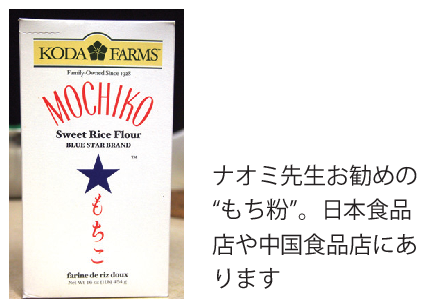 KODA FARMS
Family-Owned Since 1928
MOCHIKO
Sweet Rice Flour
BLUE STAR BRAND
TM
もちこ
farine de riz doux
ナオミ先生お勧めの
“もち粉”。日本食品
店や中国食品店にあ
ります